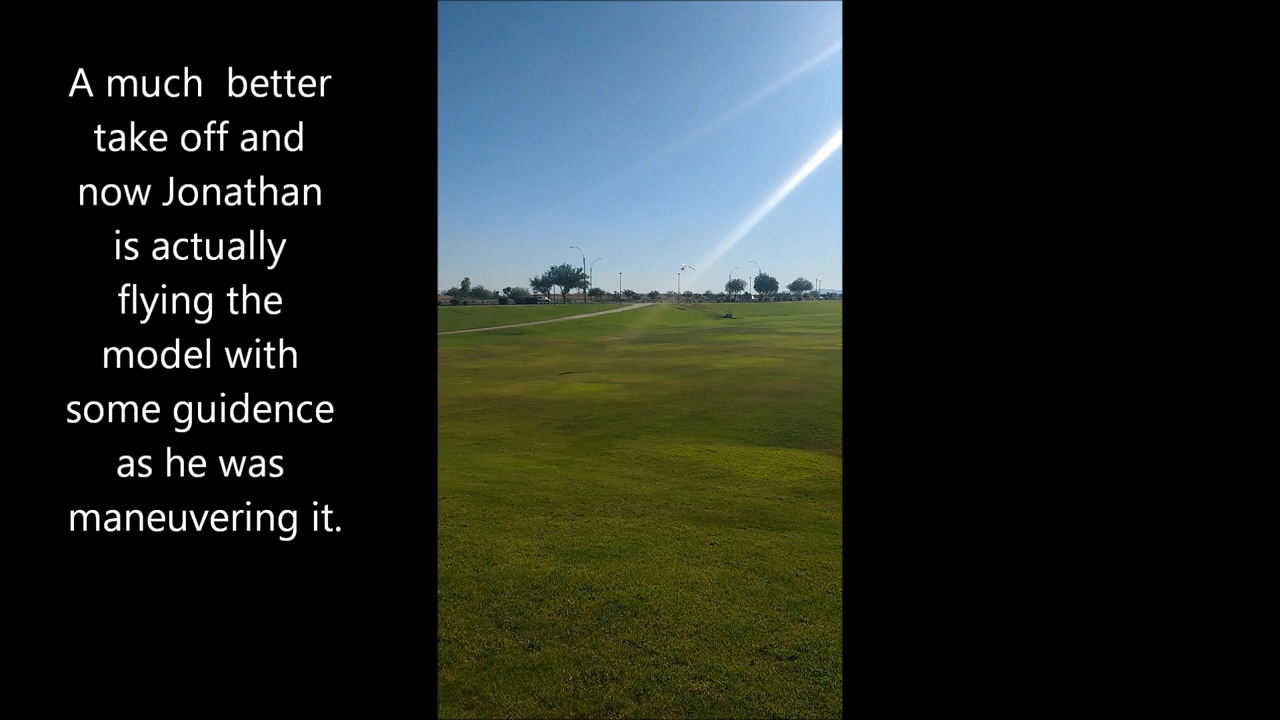 A much  better
take off and
now Jonathan
is actually
flying the
model with
some guidence
as he was
maneuvering it.